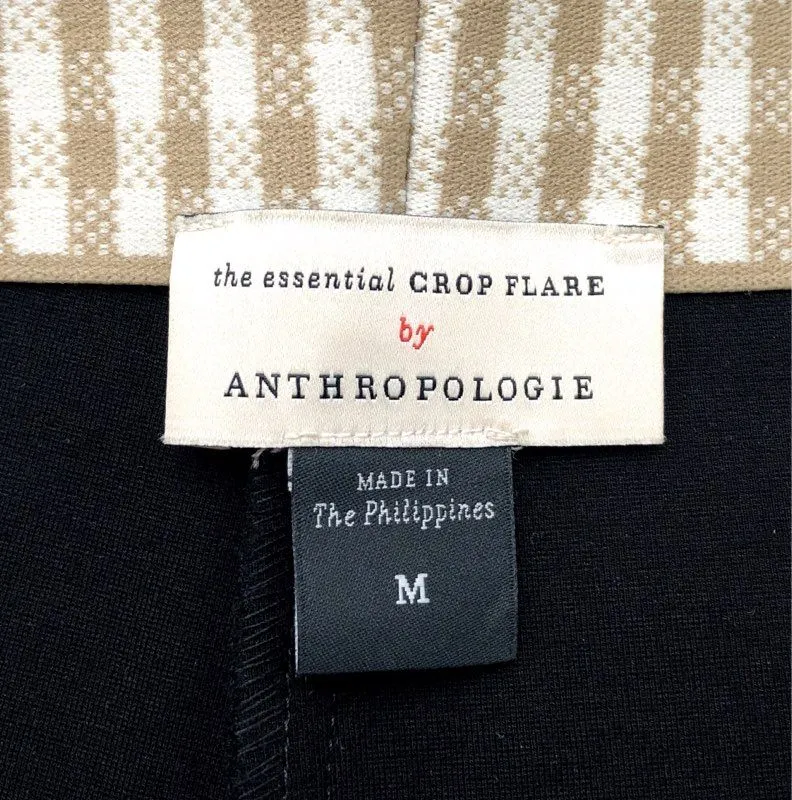 the essential CROP FLARE
by
ANTHROPOLOGIE
MADE IN
The Philippines
M